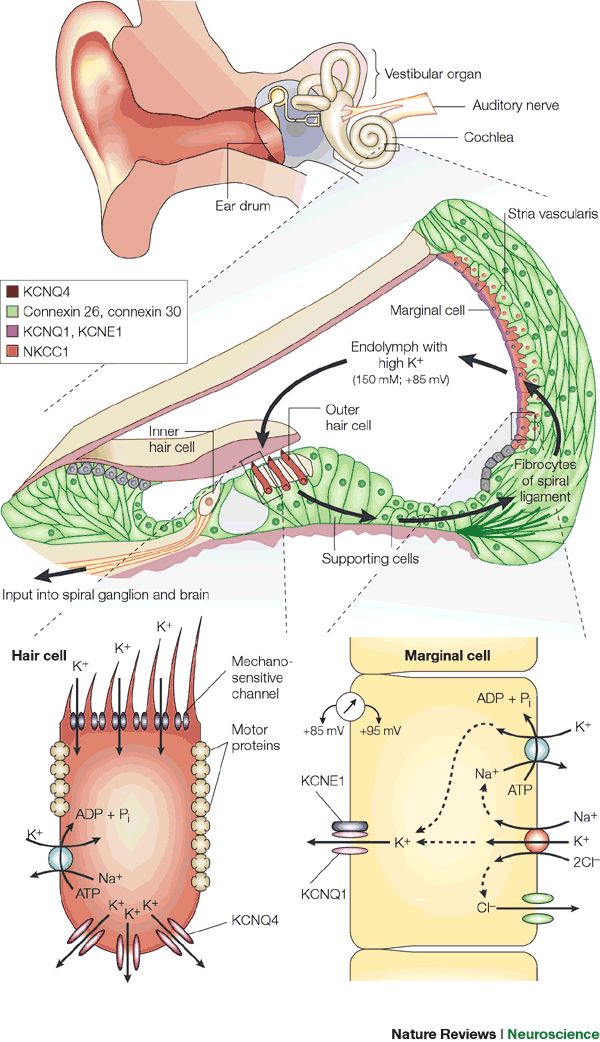 Vestibular organ
Auditory nerve
Cochlea
Ear drum
Stria vascularis
KCNQ4
Connexin 26, connexin 30
KCNQ1, KCNE1
NKCC1
Marginal cell
Endolymph with
high K⁺
(150 mM; +85 mV)
Outer
hair cell
Inner
hair cell
Fibrocytes
of spiral
ligament
Supporting cells
Input into spiral ganglion and brain
Hair cell
K⁺
K⁺
K⁺
Mechano-
sensitive
channel
Motor
proteins
ADP + Pi
K⁺
Na⁺
ATP
K⁺
K⁺
K⁺
KCNQ4
Marginal cell
+85 mV
+95 mV
ADP + Pi
K⁺
Na⁺
ATP
KCNE1
Na⁺
K⁺
K⁺
2Cl⁻
KCNQ1
Cl⁻
Nature Reviews | Neuroscience